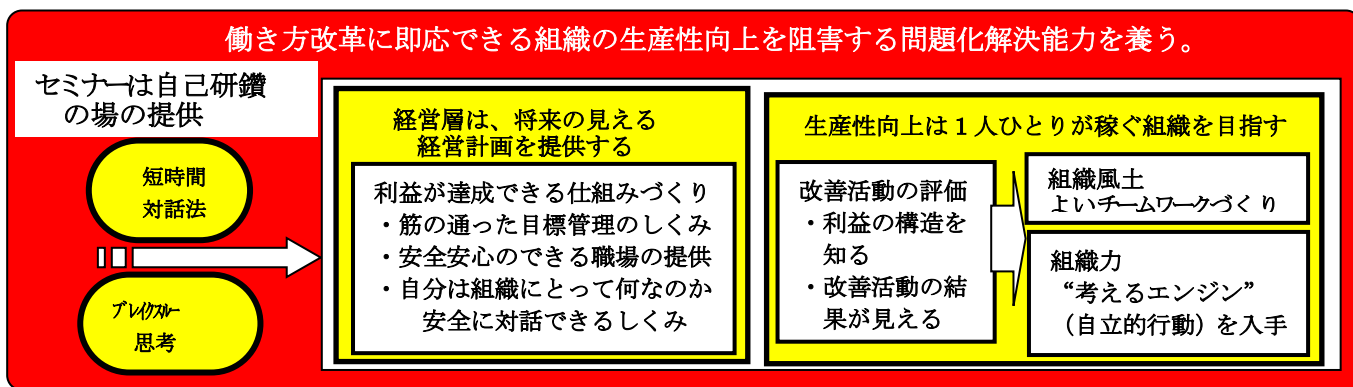 働き方改革に即応できる組織の生産性向上を阻害する問題化解決能力を養う。
セミナーは自己研鑽
の場の提供
短時間
対話法
ブレイクスルー
思考
経営層は、将来の見える
経営計画を提供する
利益が達成できる仕組みづくり
・筋の通った目標管理のしくみ
・安全安心のできる職場の提供
・自分は組織にとって何なのか
安全に対話できるしくみ
生産性向上は1人ひとりが稼ぐ組織を目指す
改善活動の評価
・利益の構造を
知る
・改善活動の結
果が見える
組織風土
よいチームワークづくり
組織力
“考えるエンジン”
（自立的行動）を入手